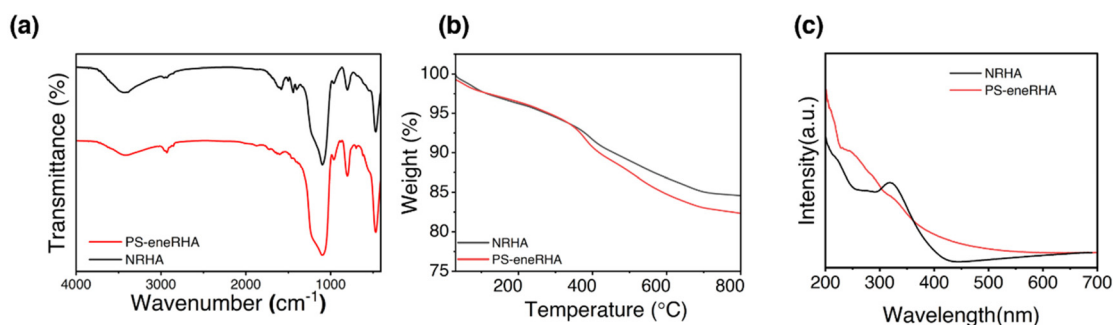 (a)
Transmittance (%)
PS-eneRHA
NRHA
4000 3000 2000 1000
Wavenumber (cm-1)
(b)
Weight (%)
100
95
90
85
80
75
NRHA
PS-eneRHA
200 400 600 800
Temperature (°C)
(c)
Intensity(a.u.)
NRHA
PS-eneRHA
200 300 400 500 600 700
Wavelength(nm)